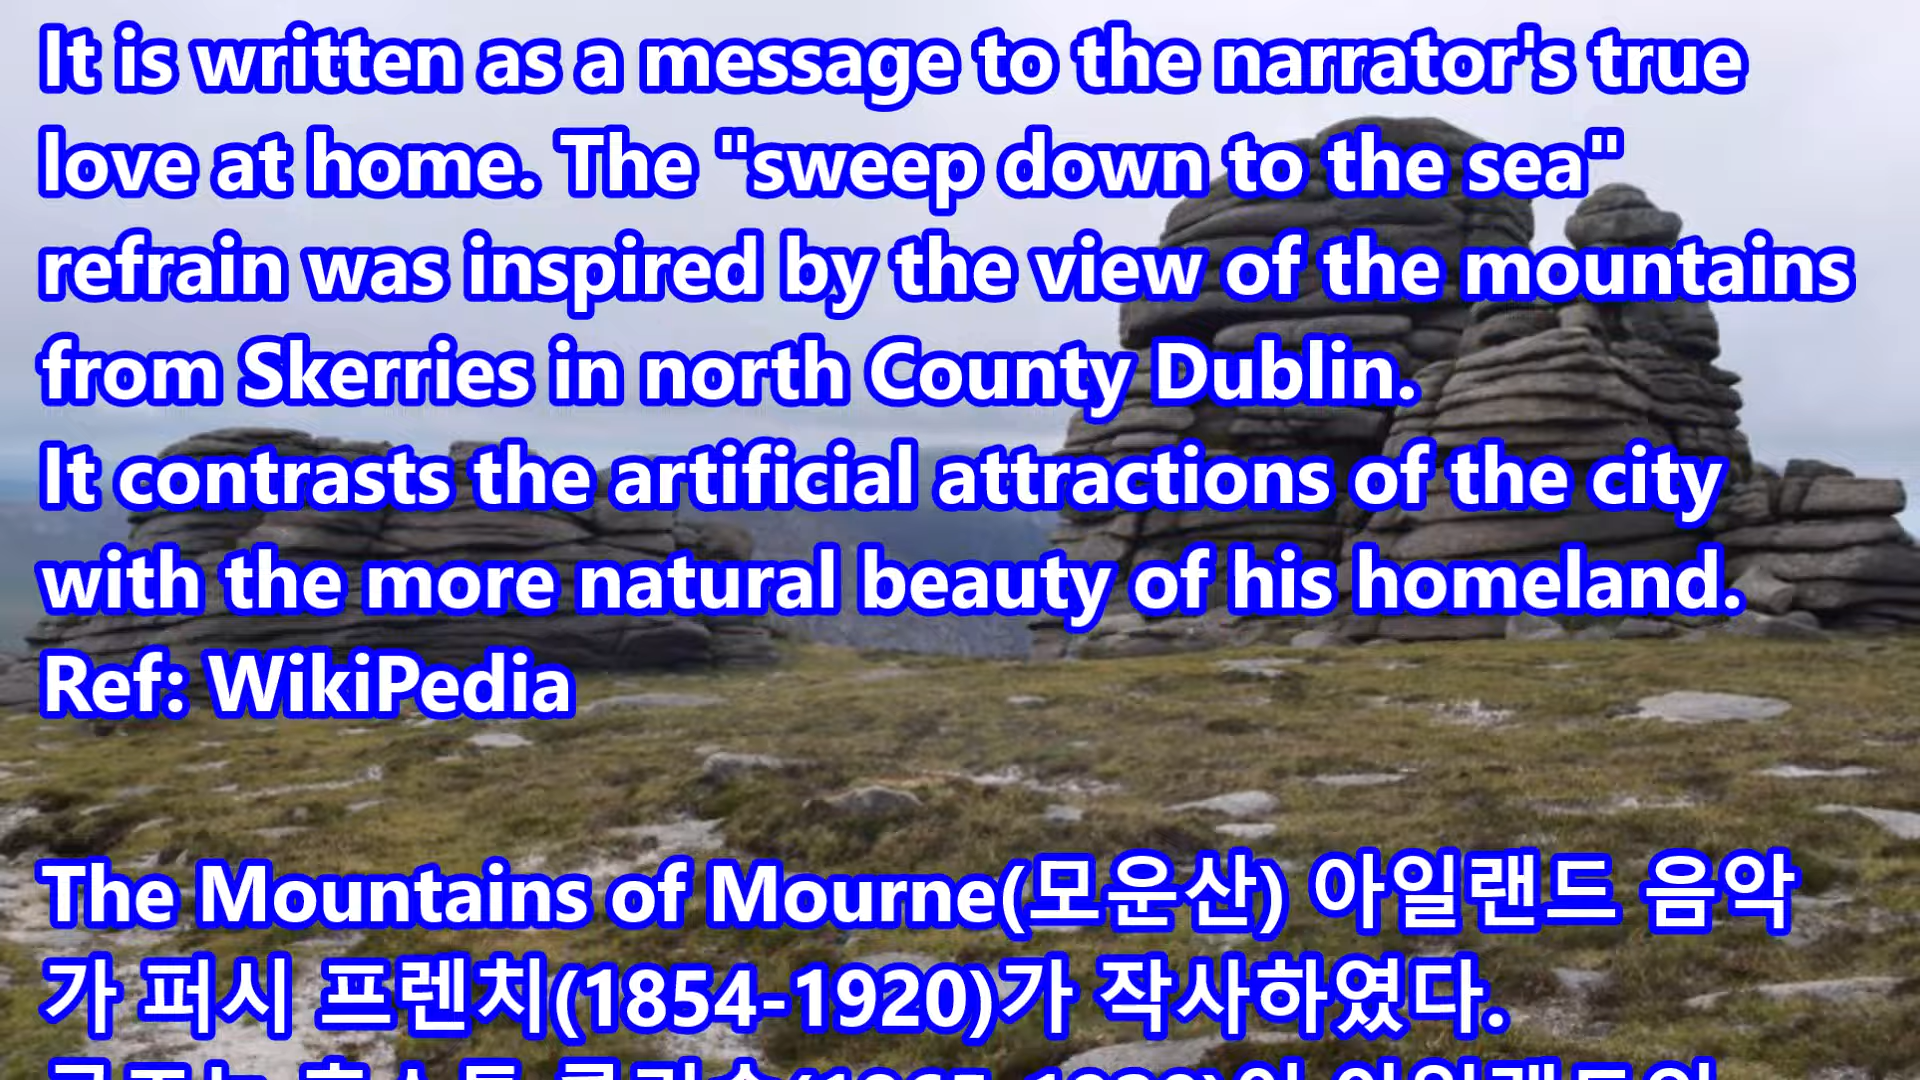 It is written as a message to the narrator's true
love at home. The "sweep down to the sea"
refrain was inspired by the view of the mountains
from Skerries in north County Dublin.
It contrasts the artificial attractions of the city
with the more natural beauty of his homeland.
Ref: WikiPedia
The Mountains of Mourne(모운산) 아일랜드 음악
가 퍼시 프렌치(1854-1920)가 작사하였다.